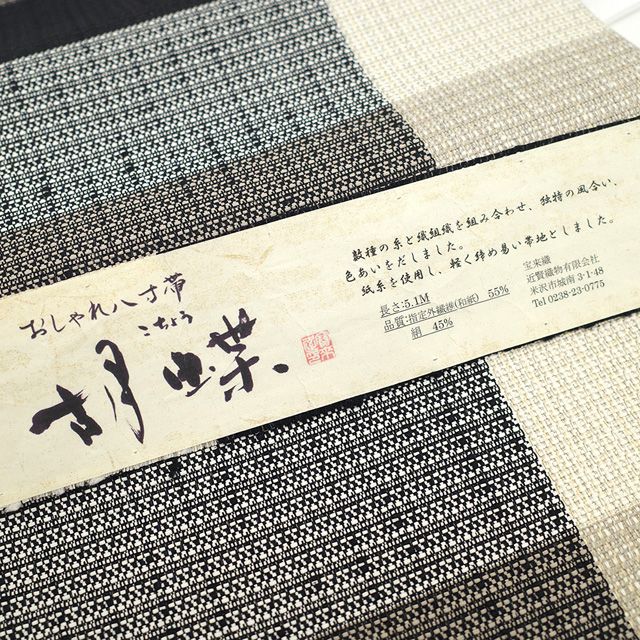 おしゃれ八寸帯
こちょう
胡蝶
数種の糸と織組織を組み合わせ、独特の風合い、
色あいをだしました。
紙糸を使用し、軽く締め易い帯地としました。
長さ:5.1M
品質:指定外繊維(和紙) 55%
絹 45%
宝来織
近賢織物有限会社
米沢市城南3-1-48
Tel 0238-23-0775